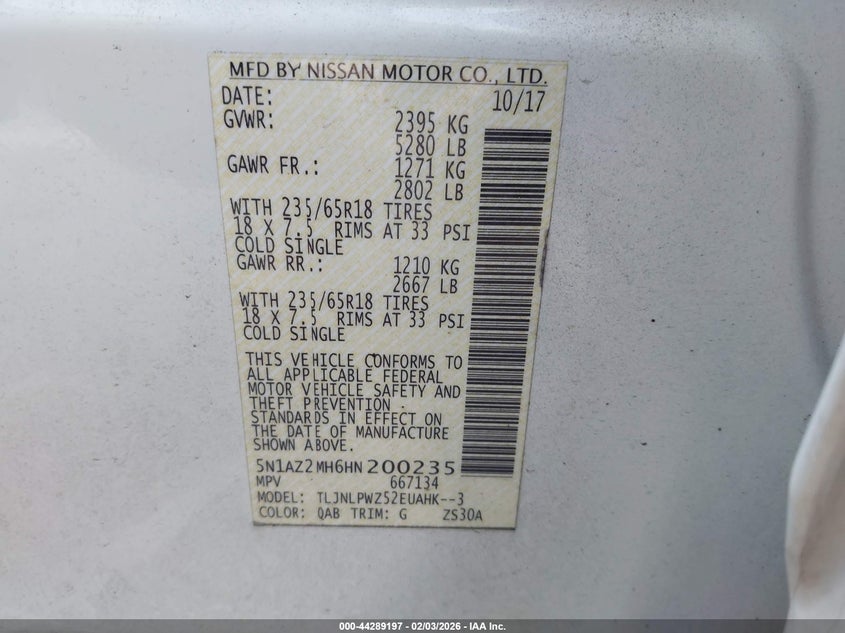 MFD BY NISSAN MOTOR CO., LTD.
DATE: 10/17
GVWR: 2395 KG
5280 LB
GAWR FR.: 1271 KG
2802 LB
WITH 235/65R18 TIRES
18 X 7.5 RIMS AT 33 PSI
COLD SINGLE
GAWR RR.: 1210 KG
2667 LB
WITH 235/65R18 TIRES
18 X 7.5 RIMS AT 33 PSI
COLD SINGLE
THIS VEHICLE CONFORMS TO
ALL APPLICABLE FEDERAL
MOTOR VEHICLE SAFETY AND
THEFT PREVENTION
STANDARDS IN EFFECT ON
THE DATE OF MANUFACTURE
SHOWN ABOVE.
5N1AZ2MH6HN200235
MPV 667134
MODEL: TLJNLPWZ52EUAHK--3
COLOR: QAB TRIM: G ZS30A
000-44289197 - 02/03/2026 - IAA Inc.